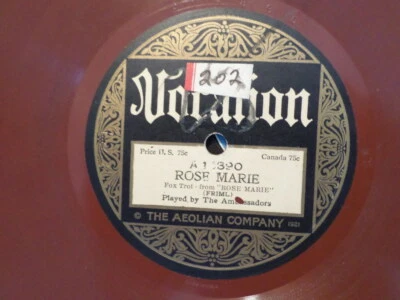 202
Vocalion
Price U.S. 75c Canada 75c
ROSE MARIE
Fox Trot - from "ROSE MARIE"
(FRIML)
Played by The Ambassadors
© THE AEOLIAN COMPANY 1921